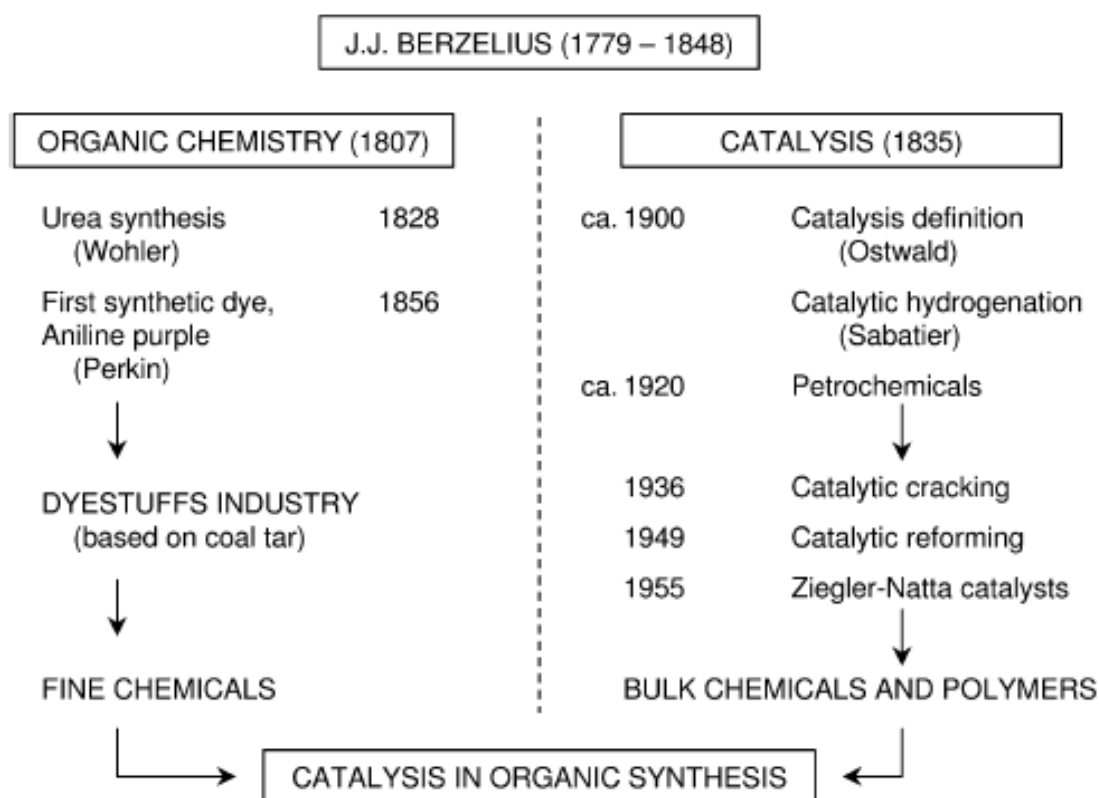 J.J. BERZELIUS (1779 – 1848)
ORGANIC CHEMISTRY (1807)
Urea synthesis 1828
(Wohler)
First synthetic dye, 1856
Aniline purple
(Perkin)
DYESTUFFS INDUSTRY
(based on coal tar)
FINE CHEMICALS
CATALYSIS (1835)
ca. 1900 Catalysis definition
(Ostwald)
Catalytic hydrogenation
(Sabatier)
ca. 1920 Petrochemicals
1936 Catalytic cracking
1949 Catalytic reforming
1955 Ziegler-Natta catalysts
BULK CHEMICALS AND POLYMERS
CATALYSIS IN ORGANIC SYNTHESIS